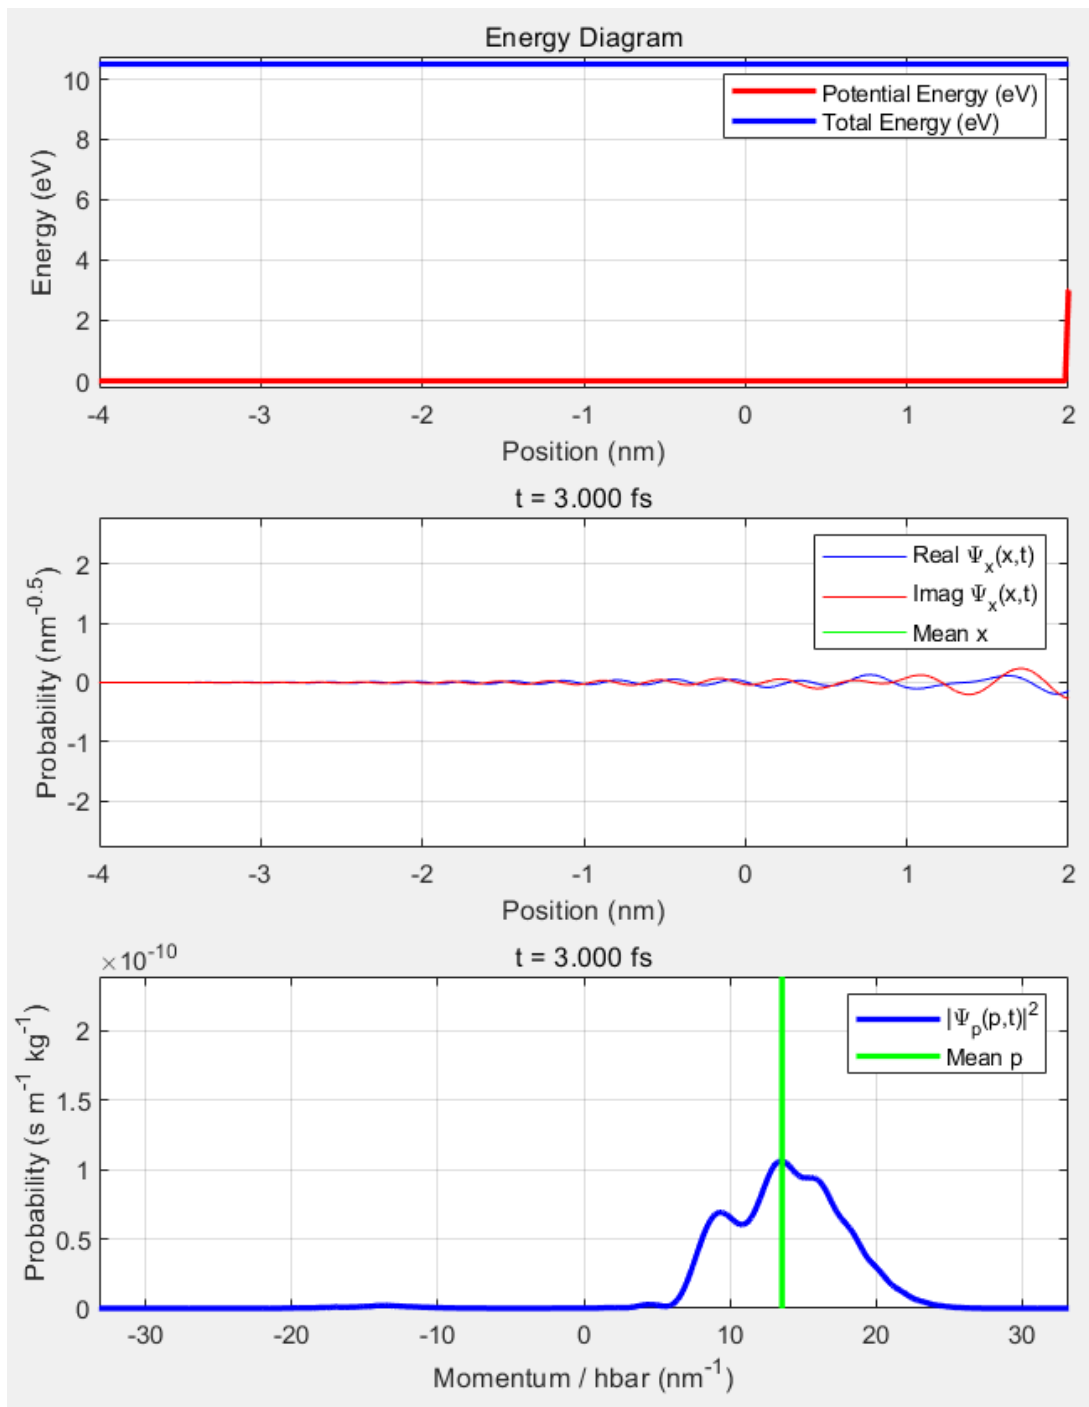 Energy Diagram
10
8
6
4
2
0
Energy (eV)
Potential Energy (eV)
Total Energy (eV)
-4 -3 -2 -1 0 1 2
Position (nm)
t = 3.000 fs
2
1
0
-1
-2
Probability (nm^-0.5)
Real Ψ_x(x,t)
Imag Ψ_x(x,t)
Mean x
-4 -3 -2 -1 0 1 2
Position (nm)
×10^-10
t = 3.000 fs
2
1.5
1
0.5
0
Probability (s m^-1 kg^-1)
|Ψ_p(p,t)|^2
Mean p
-30 -20 -10 0 10 20 30
Momentum / hbar (nm^-1)